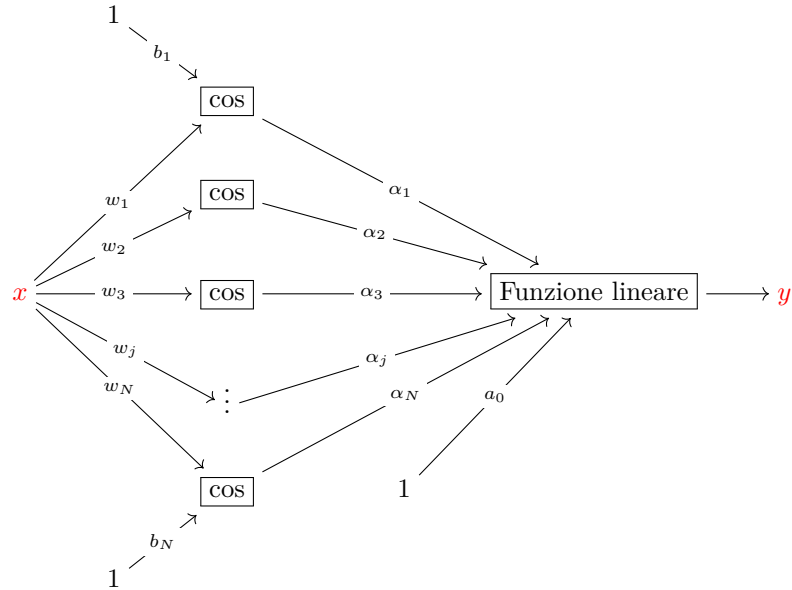 1
b₁
cos
w₁
α₁
cos
w₂
α₂
x
w₃
cos
α₃
Funzione lineare
y
w_j
⋮
α_j
w_N
α_N
a₀
cos
1
b_N
1